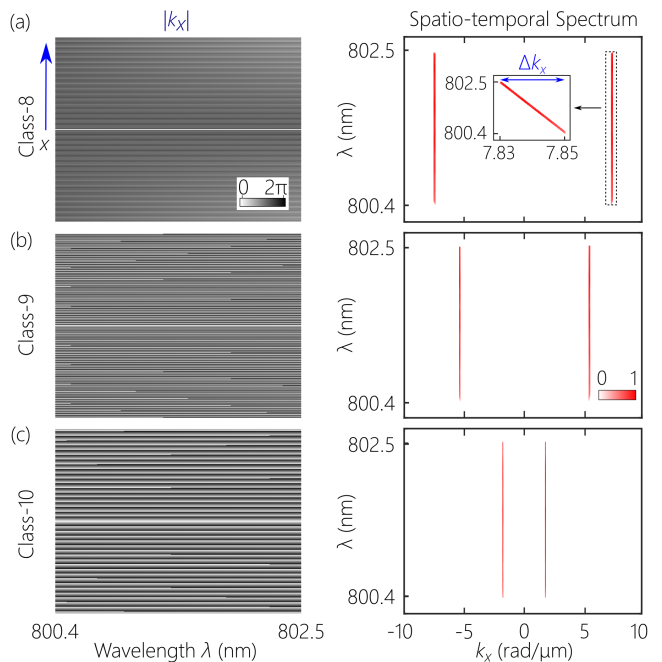 (a)
|kx|
Spatio-temporal Spectrum
Class-8
x
0 2π
λ (nm)
802.5
800.4
Δkx
802.5
800.4
7.83 7.85
(b)
Class-9
λ (nm)
802.5
800.4
0 1
(c)
Class-10
λ (nm)
802.5
800.4
800.4 802.5
Wavelength λ (nm)
-10 -5 0 5 10
kx (rad/μm)